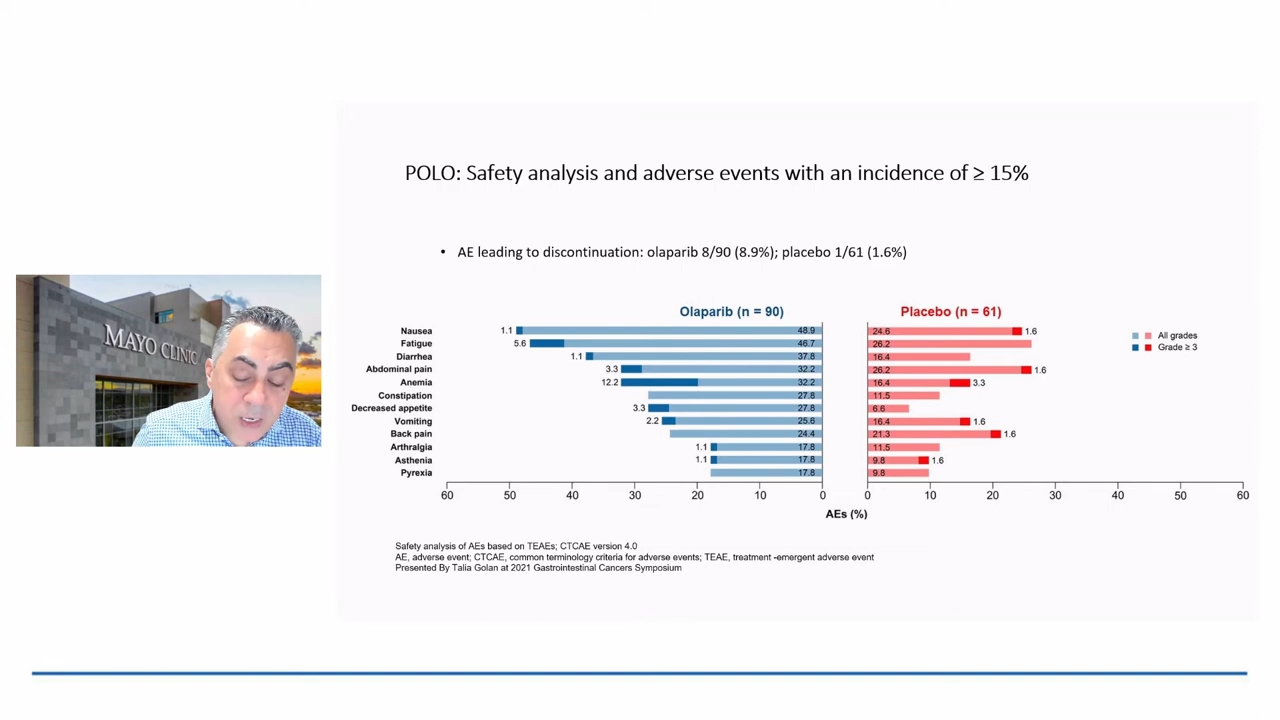 POLO: Safety analysis and adverse events with an incidence of ≥ 15%
• AE leading to discontinuation: olaparib 8/90 (8.9%); placebo 1/61 (1.6%)
MAYO CLINIC
Olaparib (n = 90) Placebo (n = 61)
Nausea 1.1 48.9 24.6 1.6
Fatigue 5.6 46.7 26.2
Diarrhea 1.1 37.8 16.4
Abdominal pain 3.3 32.2 26.2 1.6
Anemia 12.2 32.2 16.4 3.3
Constipation 27.8 11.5
Decreased appetite 3.3 27.8 6.6
Vomiting 2.2 25.6 16.4 1.6
Back pain 24.4 21.3 1.6
Arthralgia 1.1 17.8 11.5
Asthenia 1.1 17.8 9.8 1.6
Pyrexia 17.8 9.8
All grades
Grade ≥ 3
60 50 40 30 20 10 0 0 10 20 30 40 50 60
AEs (%)
Safety analysis of AEs based on TEAEs; CTCAE version 4.0
AE, adverse event; CTCAE, common terminology criteria for adverse events; TEAE, treatment -emergent adverse event
Presented By Talia Golan at 2021 Gastrointestinal Cancers Symposium